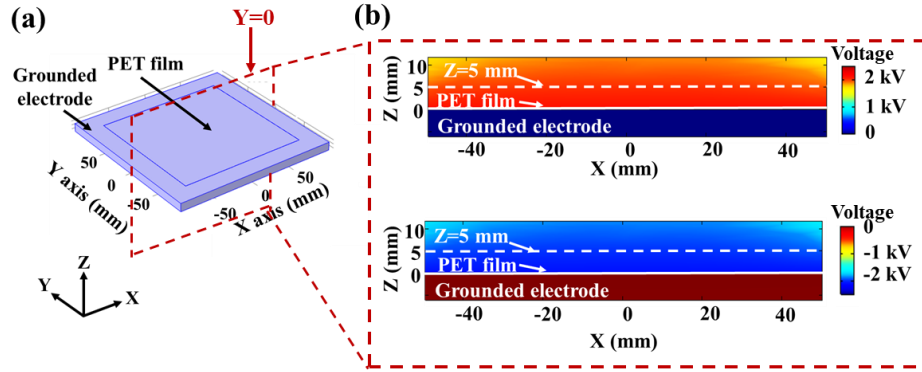 (a)
Y=0
PET film
Grounded
electrode
50
0
-50
Y axis (mm)
-50
0
50
X axis (mm)
Z
Y
X
(b)
Voltage
10
5
0
Z (mm)
Z=5 mm
PET film
Grounded electrode
2 kV
1 kV
0
-40
-20
0
20
40
X (mm)
Voltage
10
5
0
Z (mm)
Z=5 mm
PET film
Grounded electrode
0
-1 kV
-2 kV
-40
-20
0
20
40
X (mm)